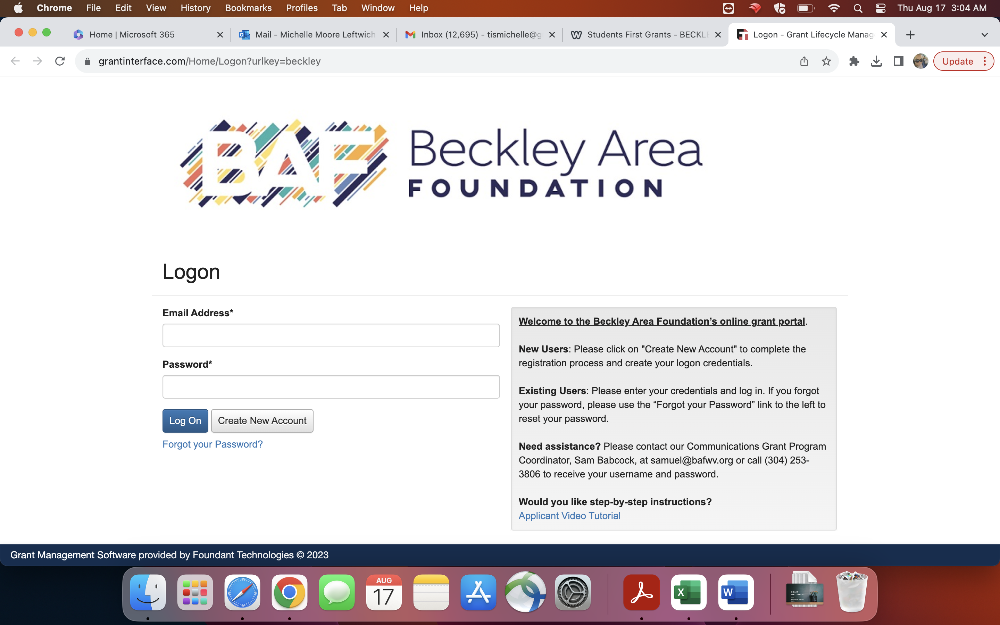 Chrome File Edit View History Bookmarks Profiles Tab Window Help Thu Aug 17 3:04 AM
Home | Microsoft 365 Mail - Michelle Moore Leftwich Inbox (12,695) - tismichelle@g Students First Grants - BECKLE Logon - Grant Lifecycle Manag
grantinterface.com/Home/Logon?urlkey=beckley Update
BAF Beckley Area
FOUNDATION
Logon
Email Address*
Password*
Log On Create New Account
Forgot your Password?
Welcome to the Beckley Area Foundation’s online grant portal.
New Users: Please click on "Create New Account" to complete the
registration process and create your logon credentials.
Existing Users: Please enter your credentials and log in. If you forgot
your password, please use the “Forgot your Password” link to the left to
reset your password.
Need assistance? Please contact our Communications Grant Program
Coordinator, Sam Babcock, at samuel@bafwv.org or call (304) 253-
3806 to receive your username and password.
Would you like step-by-step instructions?
Applicant Video Tutorial
Grant Management Software provided by Foundant Technologies © 2023
AUG
17
X
W
GRANT
WRITING 101